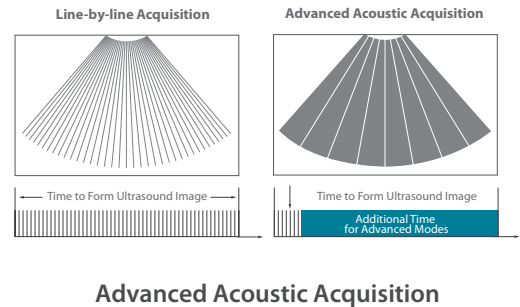 Line-by-line Acquisition
Advanced Acoustic Acquisition
Time to Form Ultrasound Image
Time to Form Ultrasound Image
Additional Time
for Advanced Modes
Advanced Acoustic Acquisition